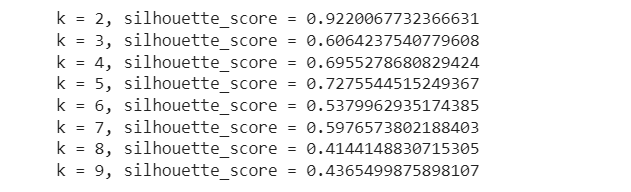 k = 2, silhouette_score = 0.9220067732366631
k = 3, silhouette_score = 0.6064237540779608
k = 4, silhouette_score = 0.6955278680829424
k = 5, silhouette_score = 0.7275544515249367
k = 6, silhouette_score = 0.5379962935174385
k = 7, silhouette_score = 0.5976573802188403
k = 8, silhouette_score = 0.4144148830715305
k = 9, silhouette_score = 0.4365499875898107